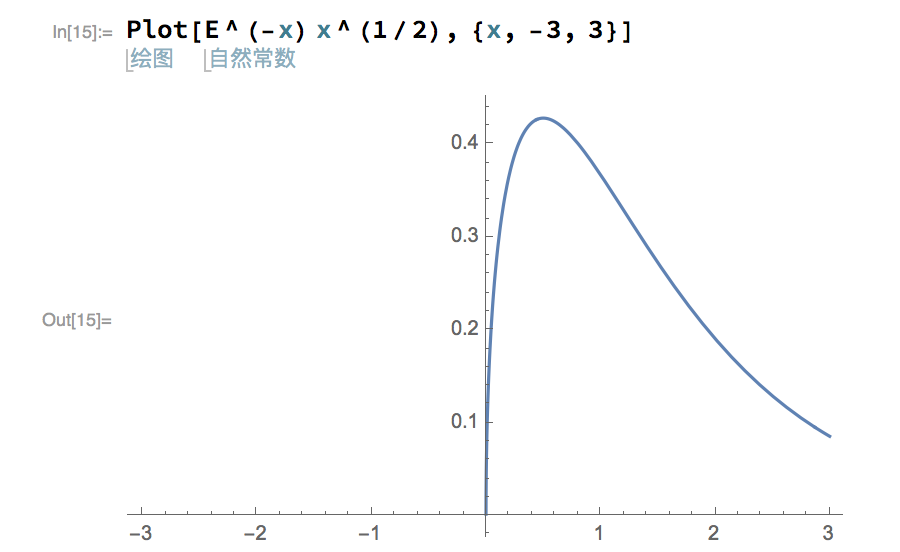 In[15]:= Plot[E^(-x) x^(1/2), {x, -3, 3}]
绘图 自然常数
0.4
0.3
Out[15]=
0.2
0.1
-3 -2 -1 1 2 3